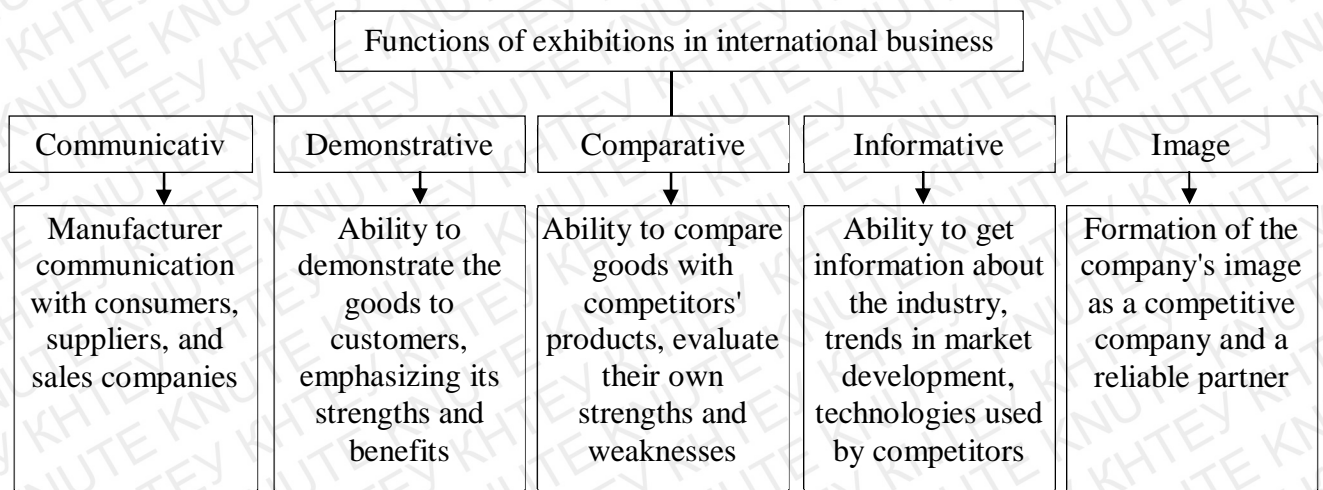 Functions of exhibitions in international business
Communicativ
Demonstrative
Comparative
Informative
Image
Manufacturer
communication
with consumers,
suppliers, and
sales companies
Ability to
demonstrate the
goods to
customers,
emphasizing its
strengths and
benefits
Ability to compare
goods with
competitors'
products, evaluate
their own
strengths and
weaknesses
Ability to get
information about
the industry,
trends in market
development,
technologies used
by competitors
Formation of the
company's image
as a competitive
company and a
reliable partner